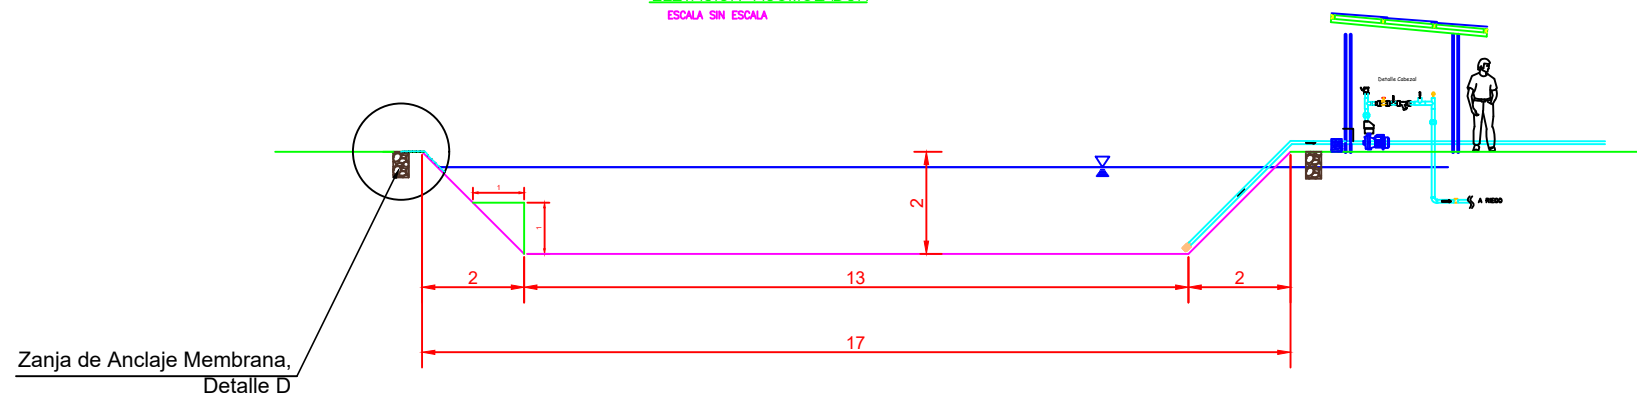 ESCALA SIN ESCALA
Detalle Cabezal
1
1
2
A RIEGO
2
13
2
17
Zanja de Anclaje Membrana,
Detalle D